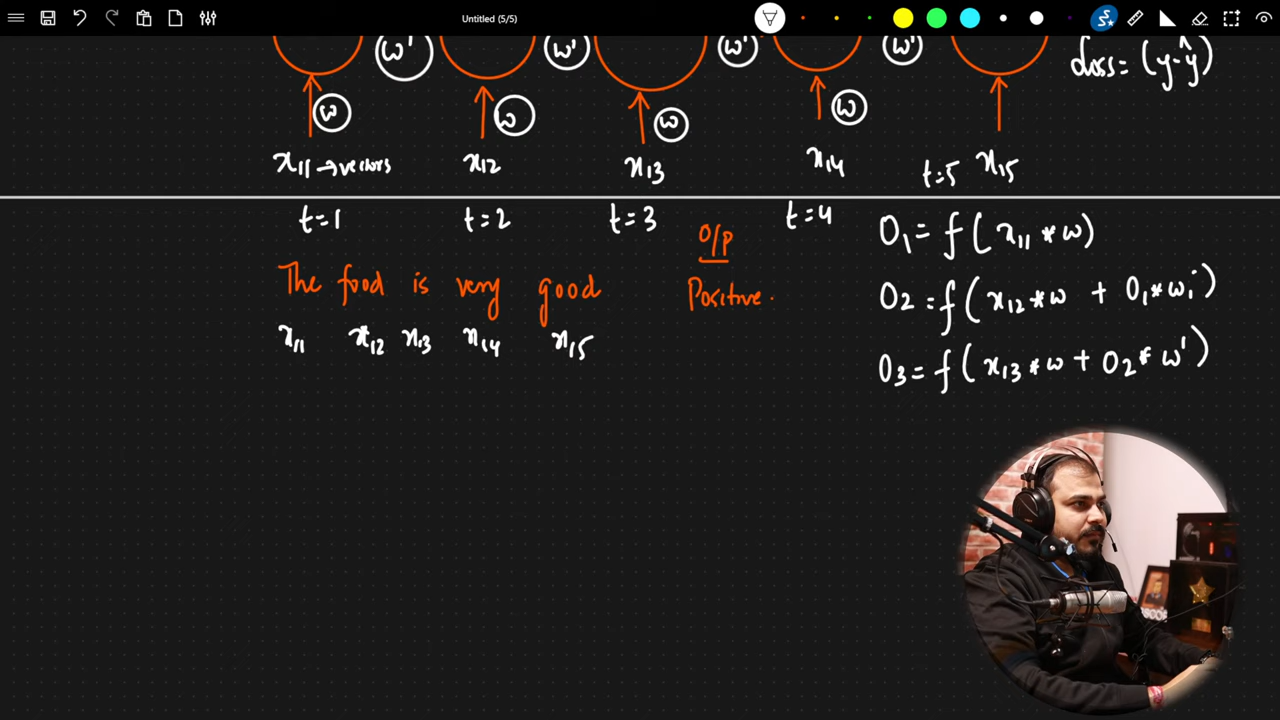 Untitled (5/5)
w' w' w' w'
Loss = (y-ŷ)
w w w w
x11 → vectors x12 x13 x14 t=5 x15
t=1 t=2 t=3 t=4
O/P
The food is very good Positive.
x11 x12 x13 x14 x15
O1 = f(x11 * w)
O2 = f(x12 * w + O1 * wi)
O3 = f(x13 * w + O2 * w')